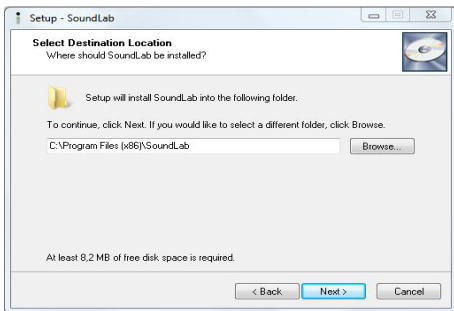 Setup - SoundLab
Select Destination Location
Where should SoundLab be installed?
Setup will install SoundLab into the following folder.
To continue, click Next. If you would like to select a different folder, click Browse.
C:\Program Files (x86)\SoundLab
Browse...
At least 8,2 MB of free disk space is required.
< Back Next > Cancel